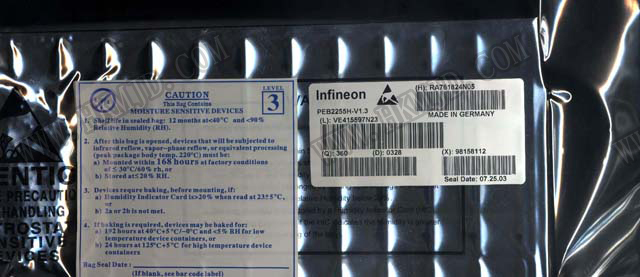 CAUTION
This Bag Contains
MOISTURE SENSITIVE DEVICES
LEVEL
3
1. Shelf life in sealed bag: 12 months at<40°C and <90%
Relative Humidity (RH).
2. After this bag is opened, devices that will be subjected to
infrared reflow, vapor-phase reflow, or equivalent processing
(peak package body temp. 220°C) must be:
a) Mounted within 168 hours at factory conditions
of ≤ 30°C/60% rh, or
b) Stored at≤20% RH.
3. Devices require baking, before mounting, if:
a) Humidity Indicator Card is>20% when read at 23±5°C,
or
b) 2a or 2b is not met.
4. If baking is required, devices may be baked for:
a) 192 hours at 40°C+5°C/-0°C and <5% RH for low
temperature device containers, or
b) 24 hours at 125°C+5°C for high temperature device
containers
Bag Seal Date:
(If blank, see bar code label)
Infineon
(H): RA761824N05
PEB2255H-V1.3
MADE IN GERMANY
(L): VE415597N23
(Q): 360
(D): 0328
(X): 98158112
Seal Date: 07.25.03
PRECAUTIO
HANDLING
ROSTA
NSITIVE
DEVICES